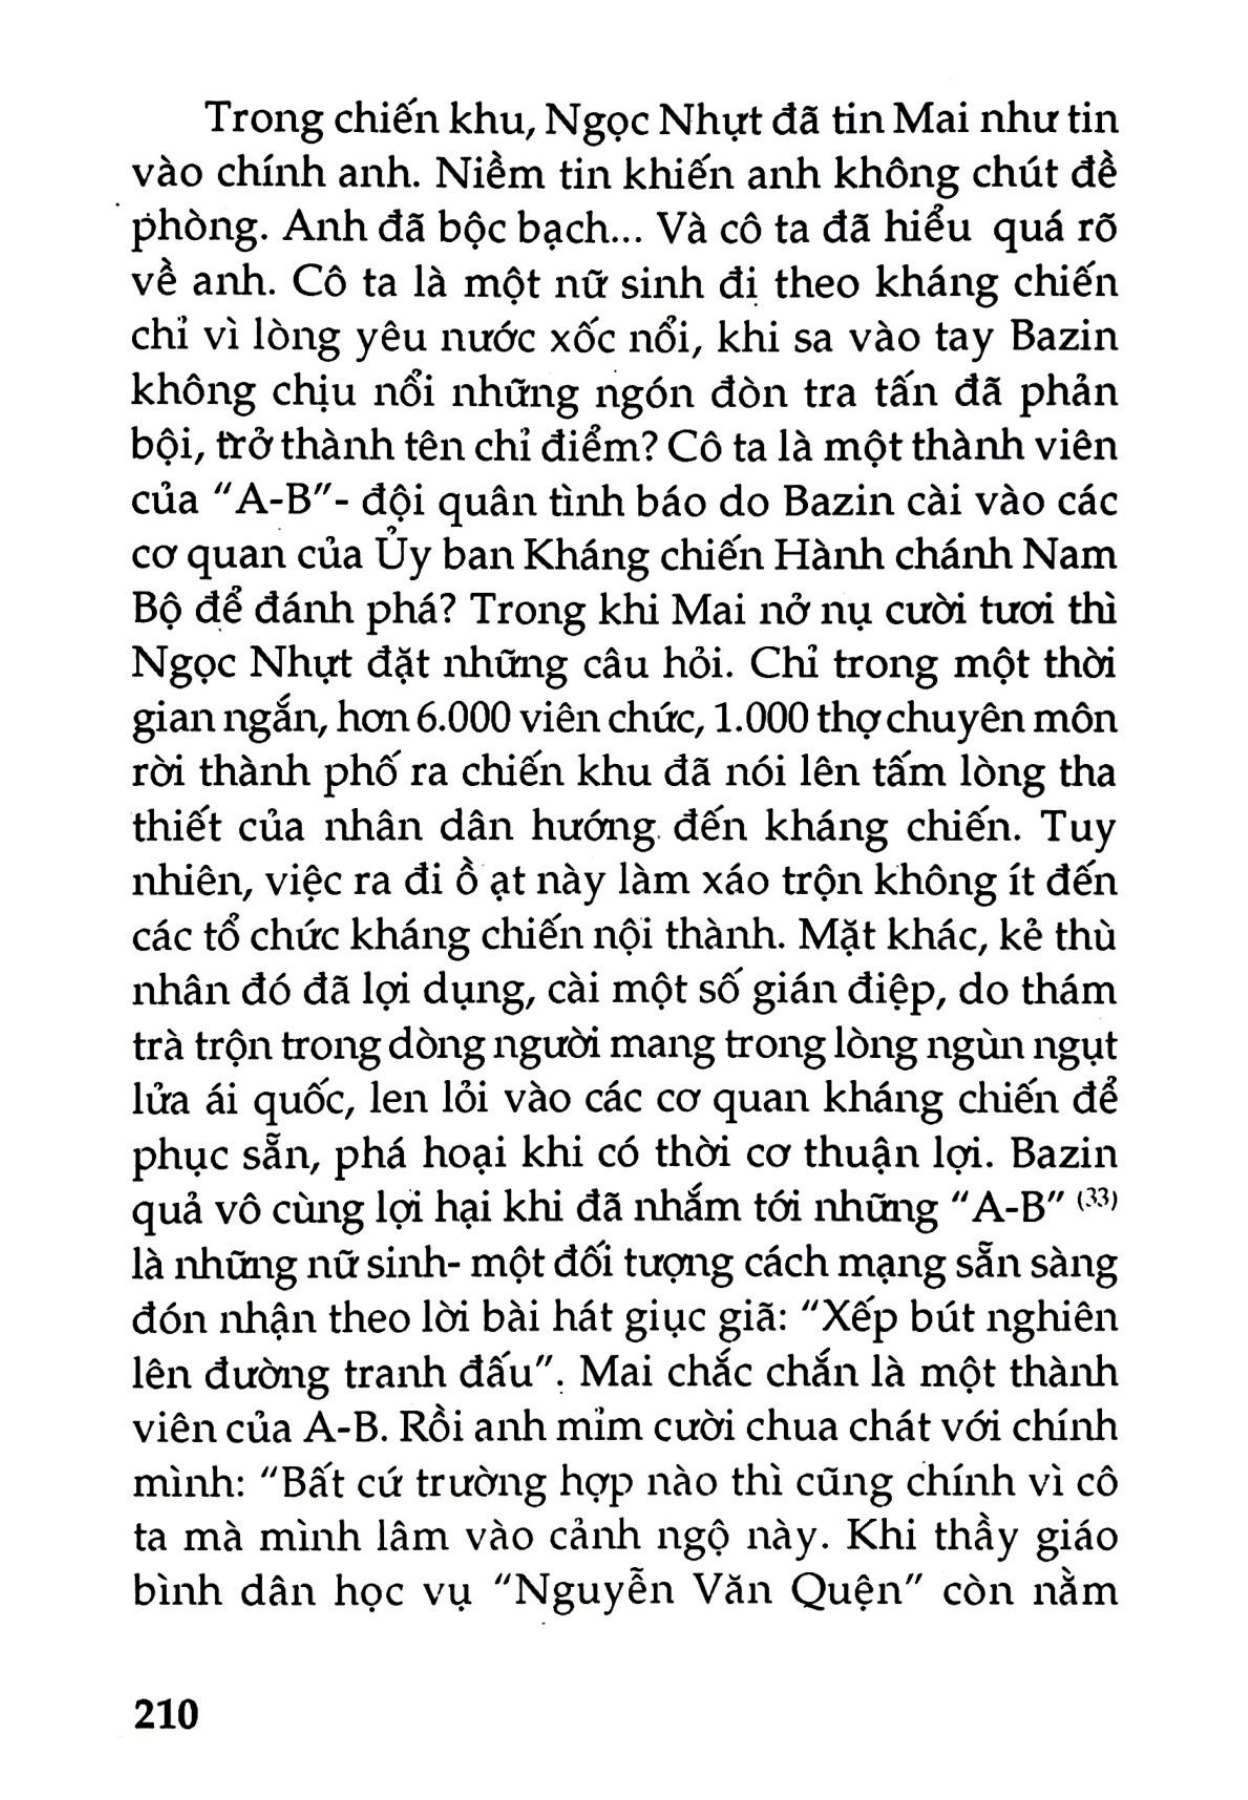 Trong chiến khu, Ngọc Nhựt đã tin Mai như tin
vào chính anh. Niềm tin khiến anh không chút đề
phòng. Anh đã bộc bạch... Và cô ta đã hiểu quá rõ
về anh. Cô ta là một nữ sinh đi theo kháng chiến
chỉ vì lòng yêu nước xốc nổi, khi sa vào tay Bazin
không chịu nổi những ngón đòn tra tấn đã phản
bội, trở thành tên chỉ điểm? Cô ta là một thành viên
của "A-B"- đội quân tình báo do Bazin cài vào các
cơ quan của Ủy ban Kháng chiến Hành chánh Nam
Bộ để đánh phá? Trong khi Mai nở nụ cười tươi thì
Ngọc Nhựt đặt những câu hỏi. Chỉ trong một thời
gian ngắn, hơn 6.000 viên chức, 1.000 thợ chuyên môn
rời thành phố ra chiến khu đã nói lên tấm lòng tha
thiết của nhân dân hướng đến kháng chiến. Tuy
nhiên, việc ra đi ồ ạt này làm xáo trộn không ít đến
các tổ chức kháng chiến nội thành. Mặt khác, kẻ thù
nhân đó đã lợi dụng, cài một số gián điệp, do thám
trà trộn trong dòng người mang trong lòng ngùn ngụt
lửa ái quốc, len lỏi vào các cơ quan kháng chiến để
phục sẵn, phá hoại khi có thời cơ thuận lợi. Bazin
quả vô cùng lợi hại khi đã nhắm tới những "A-B" (33)
là những nữ sinh- một đối tượng cách mạng sẵn sàng
đón nhận theo lời bài hát giục giã: "Xếp bút nghiên
lên đường tranh đấu". Mai chắc chắn là một thành
viên của A-B. Rồi anh mỉm cười chua chát với chính
mình: "Bất cứ trường hợp nào thì cũng chính vì cô
ta mà mình lâm vào cảnh ngộ này. Khi thầy giáo
bình dân học vụ "Nguyễn Văn Quện" còn nằm
210